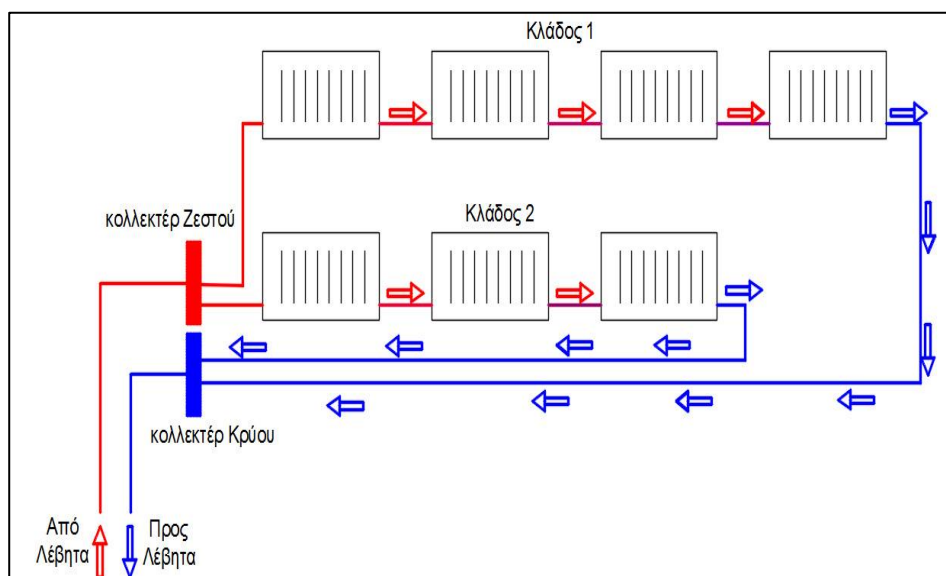 Κλάδος 1
Κλάδος 2
κολλεκτέρ Ζεστού
κολλεκτέρ Κρύου
Από
Λέβητα
Προς
Λέβητα